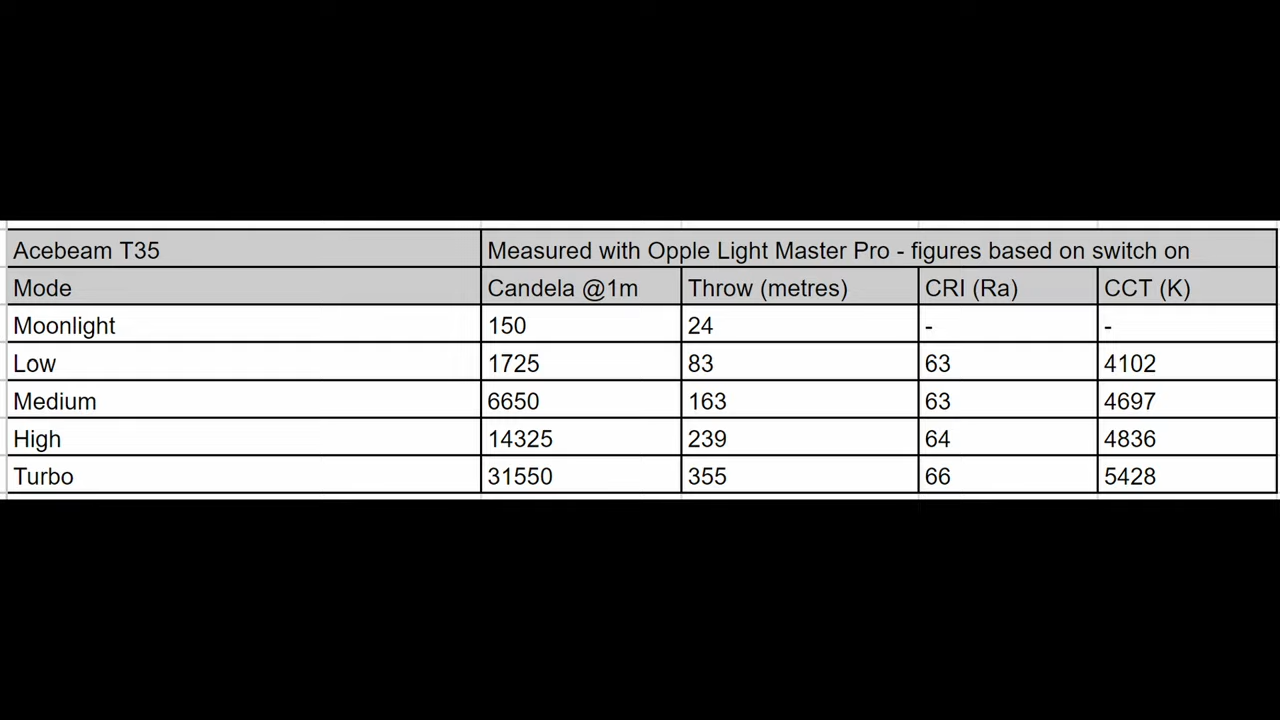 Acebeam T35 Measured with Opple Light Master Pro - figures based on switch on
Mode Candela @1m Throw (metres) CRI (Ra) CCT (K)
Moonlight 150 24 - -
Low 1725 83 63 4102
Medium 6650 163 63 4697
High 14325 239 64 4836
Turbo 31550 355 66 5428